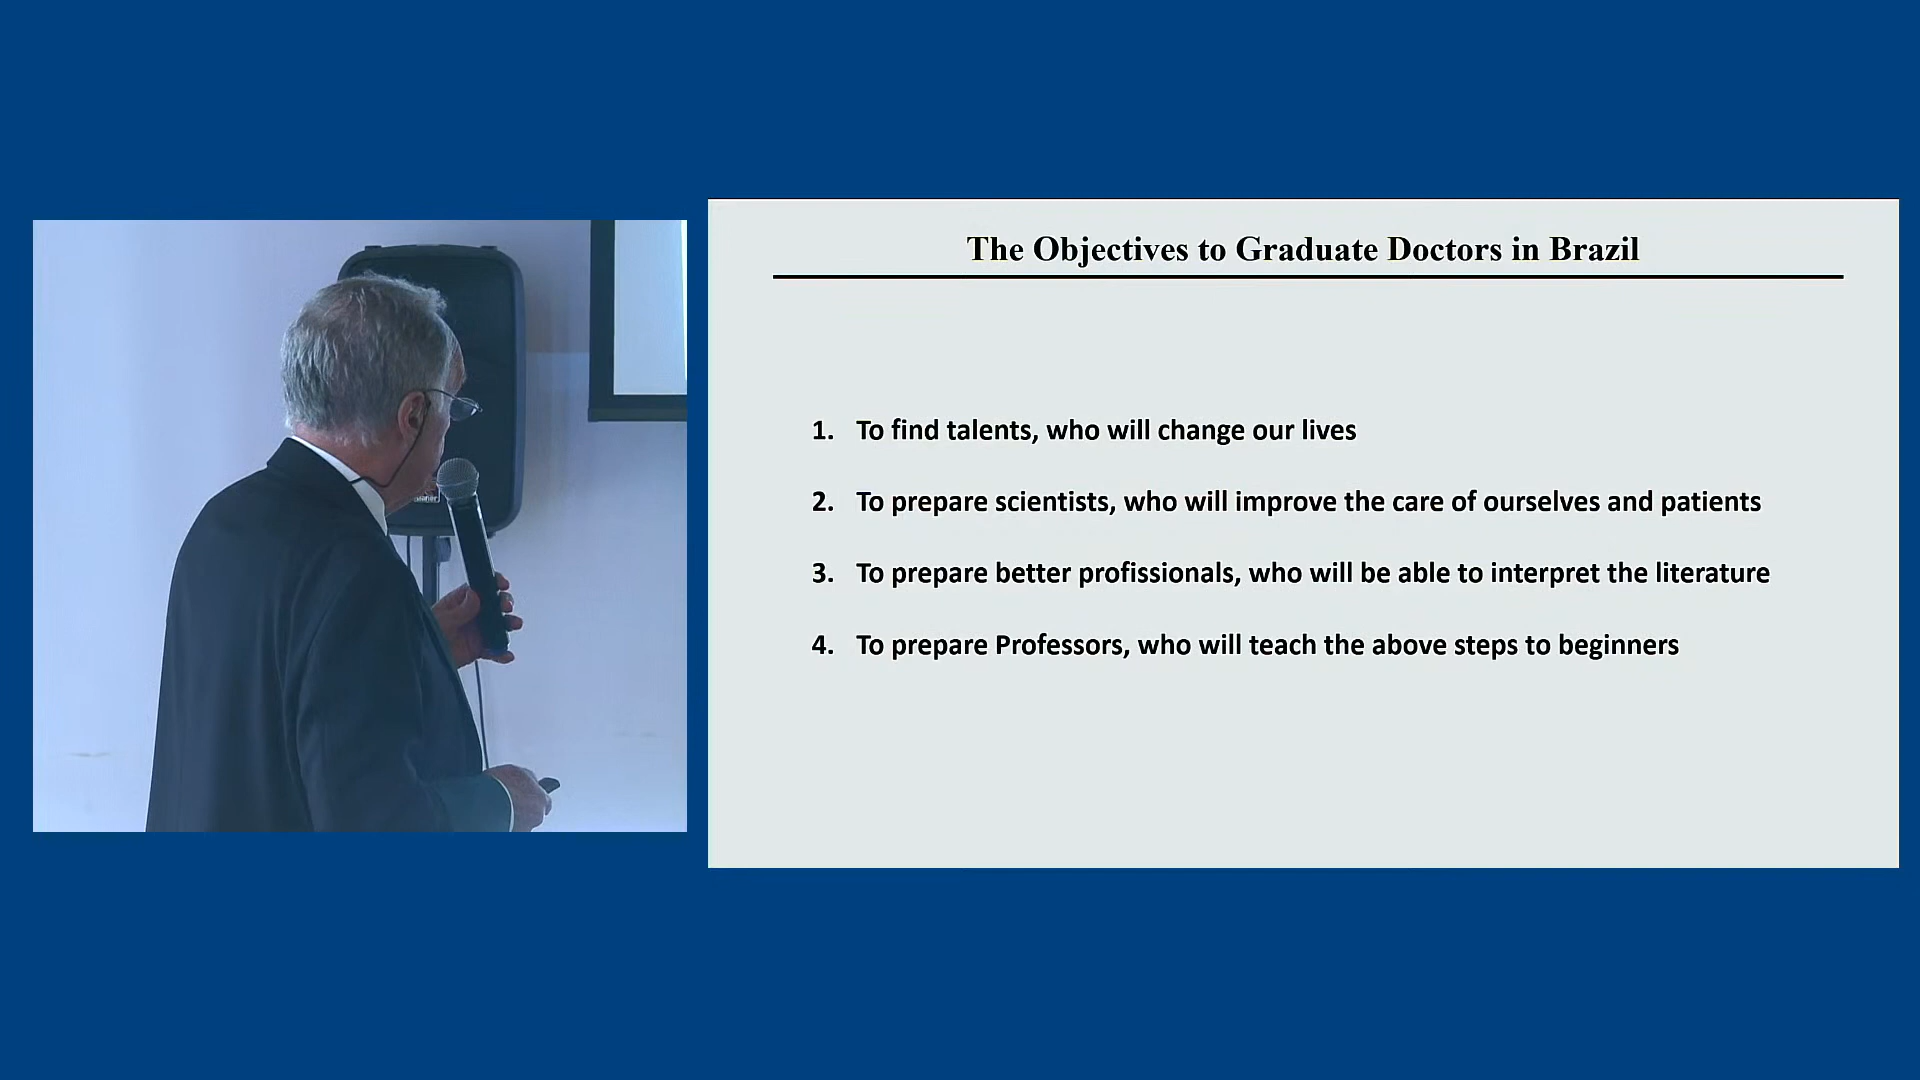 The Objectives to Graduate Doctors in Brazil
1. To find talents, who will change our lives
2. To prepare scientists, who will improve the care of ourselves and patients
3. To prepare better profissionals, who will be able to interpret the literature
4. To prepare Professors, who will teach the above steps to beginners